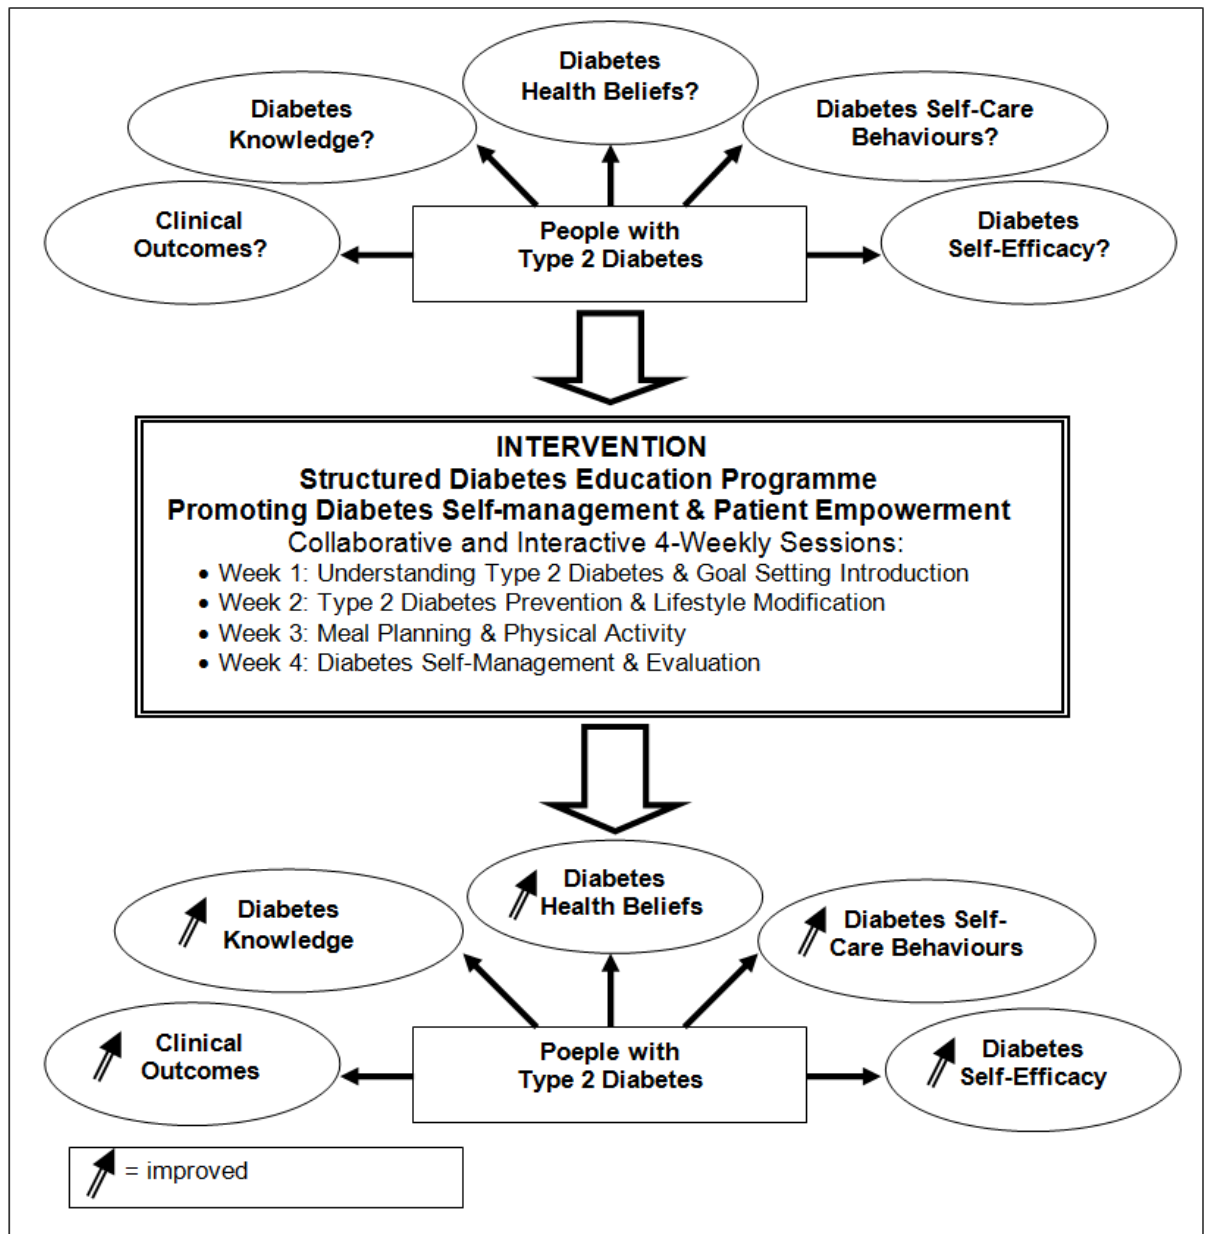 Diabetes
Health Beliefs?
Diabetes
Knowledge?
Diabetes Self-Care
Behaviours?
Clinical
Outcomes?
People with
Type 2 Diabetes
Diabetes
Self-Efficacy?
INTERVENTION
Structured Diabetes Education Programme
Promoting Diabetes Self-management & Patient Empowerment
Collaborative and Interactive 4-Weekly Sessions:
• Week 1: Understanding Type 2 Diabetes & Goal Setting Introduction
• Week 2: Type 2 Diabetes Prevention & Lifestyle Modification
• Week 3: Meal Planning & Physical Activity
• Week 4: Diabetes Self-Management & Evaluation
Diabetes
Health Beliefs
Diabetes
Knowledge
Diabetes Self-
Care Behaviours
Clinical
Outcomes
Poeple with
Type 2 Diabetes
Diabetes
Self-Efficacy
= improved